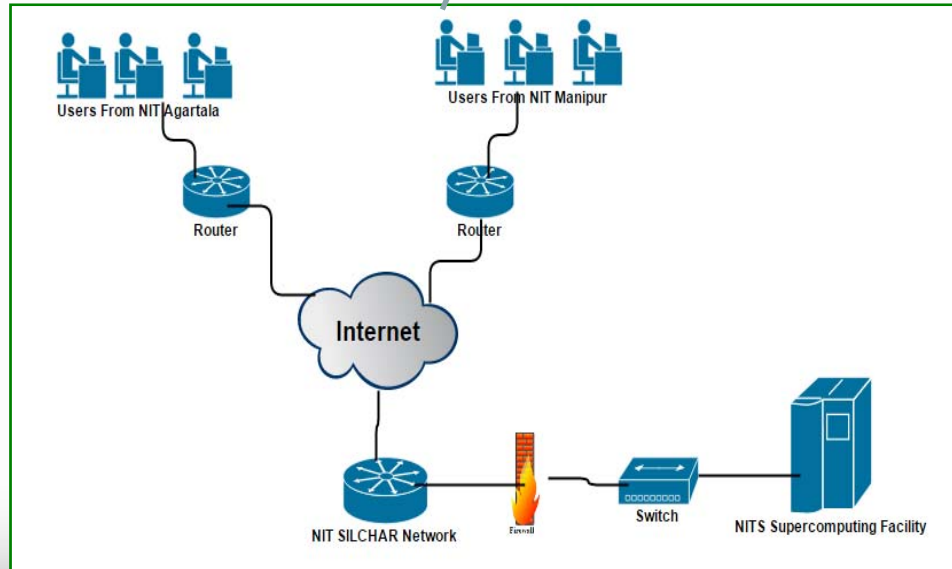 Users From NIT Agartala
Users From NIT Manipur
Router
Router
Internet
NIT SILCHAR Network
Firewall
Switch
NITS Supercomputing Facility